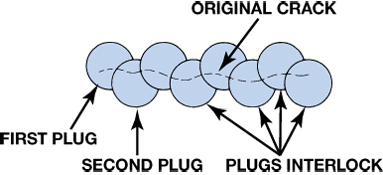 ORIGINAL CRACK
FIRST PLUG
SECOND PLUG
PLUGS INTERLOCK